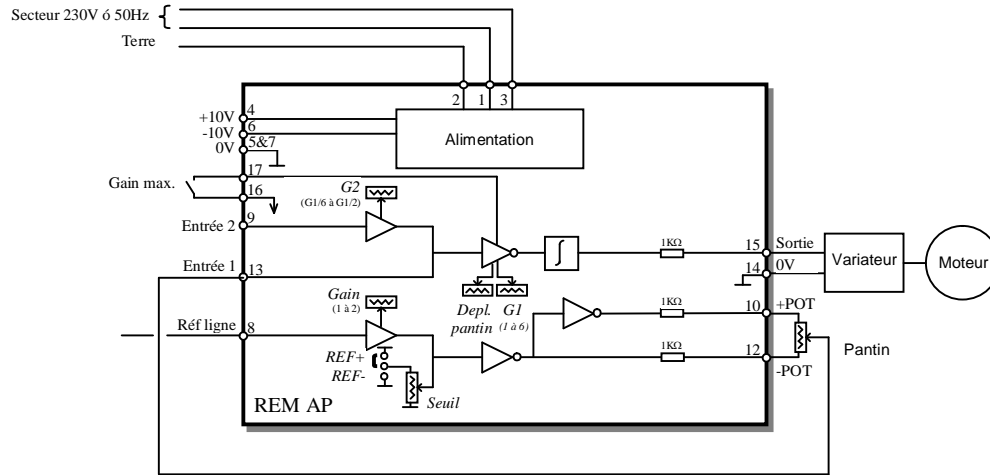 Secteur 230V ó 50Hz
Terre
2
1
3
+10V
4
-10V
6
0V
5&7
Alimentation
17
Gain max.
16
G2
(G1/6 à G1/2)
Entrée 2
9
Entrée 1
13
1KΩ
15
Sortie
14
0V
Variateur
Moteur
Depl.
pantin
G1
(1 à 6)
Gain
(1 à 2)
Réf ligne
8
REF+
REF-
Seuil
1KΩ
10
+POT
1KΩ
12
-POT
Pantin
REM AP